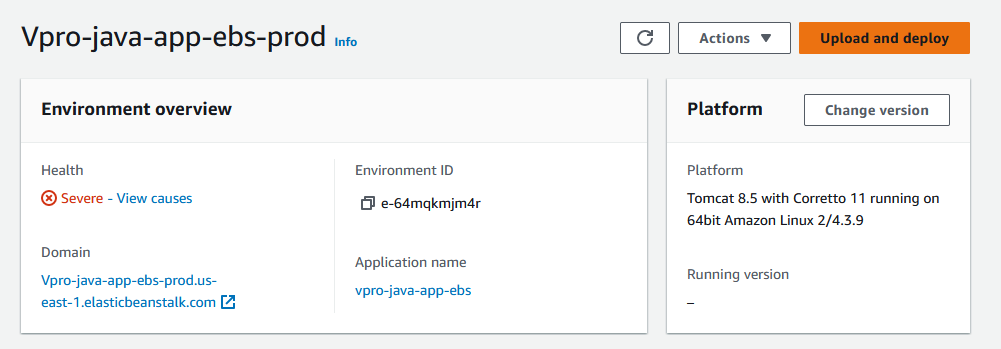 Vpro-java-app-ebs-prod Info
Actions
Upload and deploy
Environment overview
Health
Severe - View causes
Environment ID
e-64mqkmjm4r
Domain
Vpro-java-app-ebs-prod.us-
east-1.elasticbeanstalk.com
Application name
vpro-java-app-ebs
Platform
Change version
Platform
Tomcat 8.5 with Corretto 11 running on
64bit Amazon Linux 2/4.3.9
Running version
–